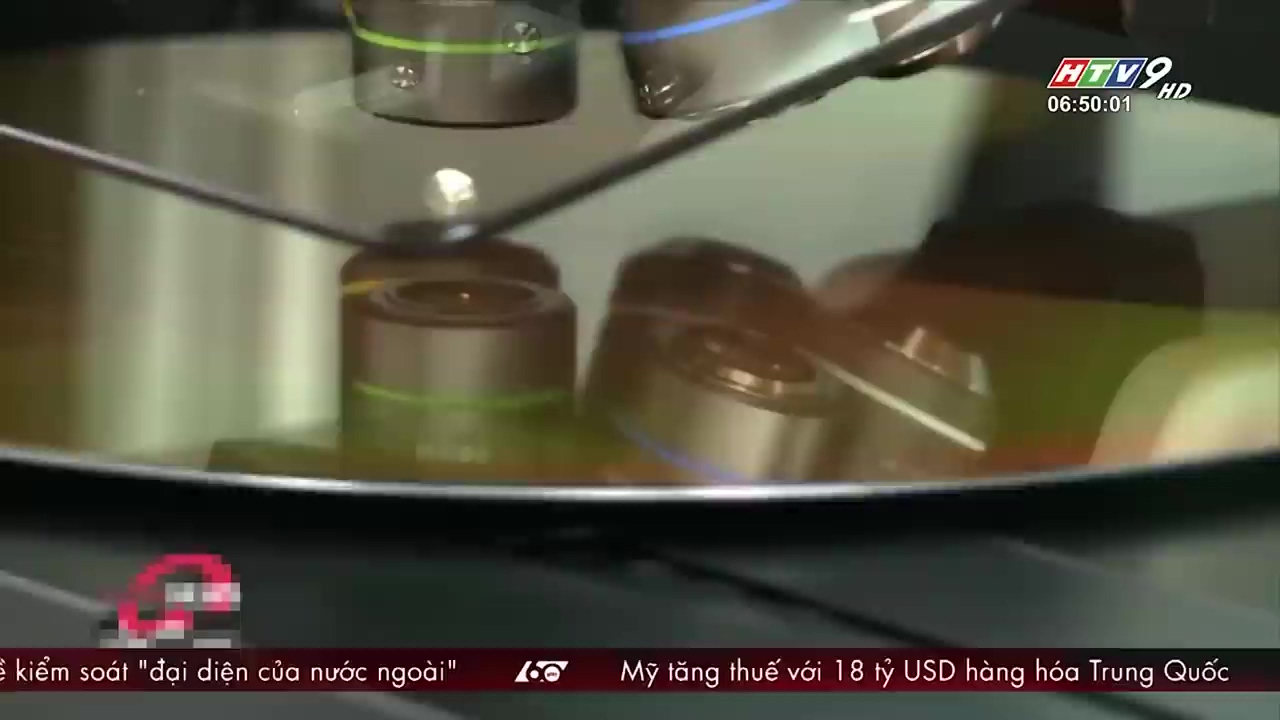 HTV9 HD
06:50:01
ề kiểm soát "đại diện của nước ngoài" 60 Mỹ tăng thuế với 18 tỷ USD hàng hóa Trung Quốc